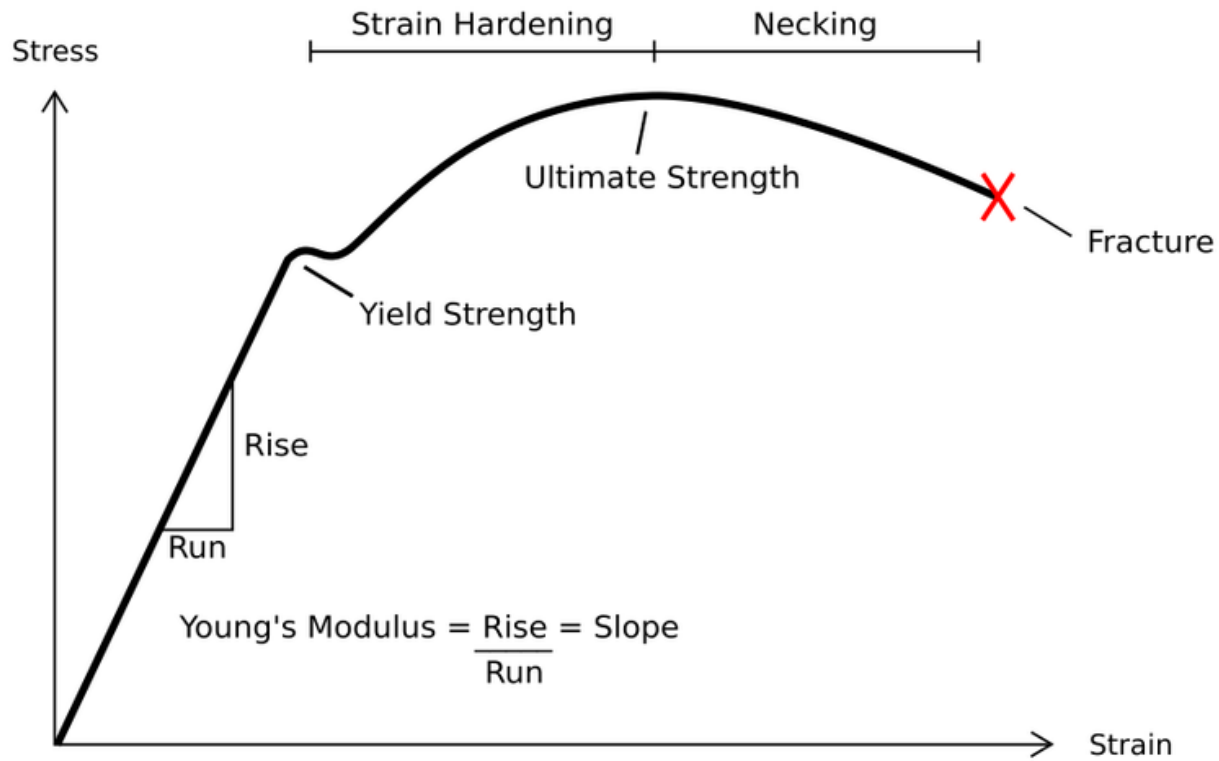 Strain Hardening
Necking
Stress
Ultimate Strength
Fracture
Yield Strength
Rise
Run
Young's Modulus = Rise = Slope
Run
Strain